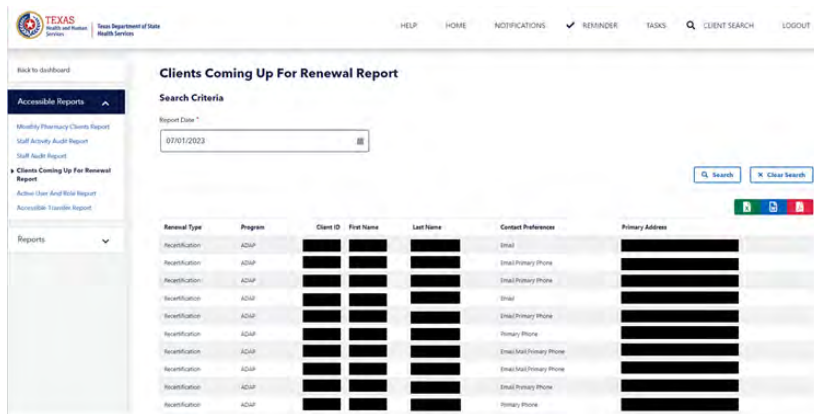 TEXAS
Health and Human
Services
Texas Department of State
Health Services
HELP HOME NOTIFICATIONS REMINDER TASKS CLIENT SEARCH LOGOUT
Back to dashboard
Accessible Reports
Monthly Pharmacy Clients Report
Staff Activity Audit Report
Staff Audit Report
Clients Coming Up For Renewal
Report
Active User And Role Report
Accessible Transfer Report
Reports
Clients Coming Up For Renewal Report
Search Criteria
Report Date *
07/01/2023
Search Clear Search
Renewal Type Program Client ID First Name Last Name Contact Preferences Primary Address
Recertification ADAP Email
Recertification ADAP Email,Primary Phone
Recertification ADAP Email,Primary Phone
Recertification ADAP Email
Recertification ADAP Email,Primary Phone
Recertification ADAP Primary Phone
Recertification ADAP Email,Mail,Primary Phone
Recertification ADAP Email,Mail,Primary Phone
Recertification ADAP Email,Primary Phone
Recertification ADAP Primary Phone